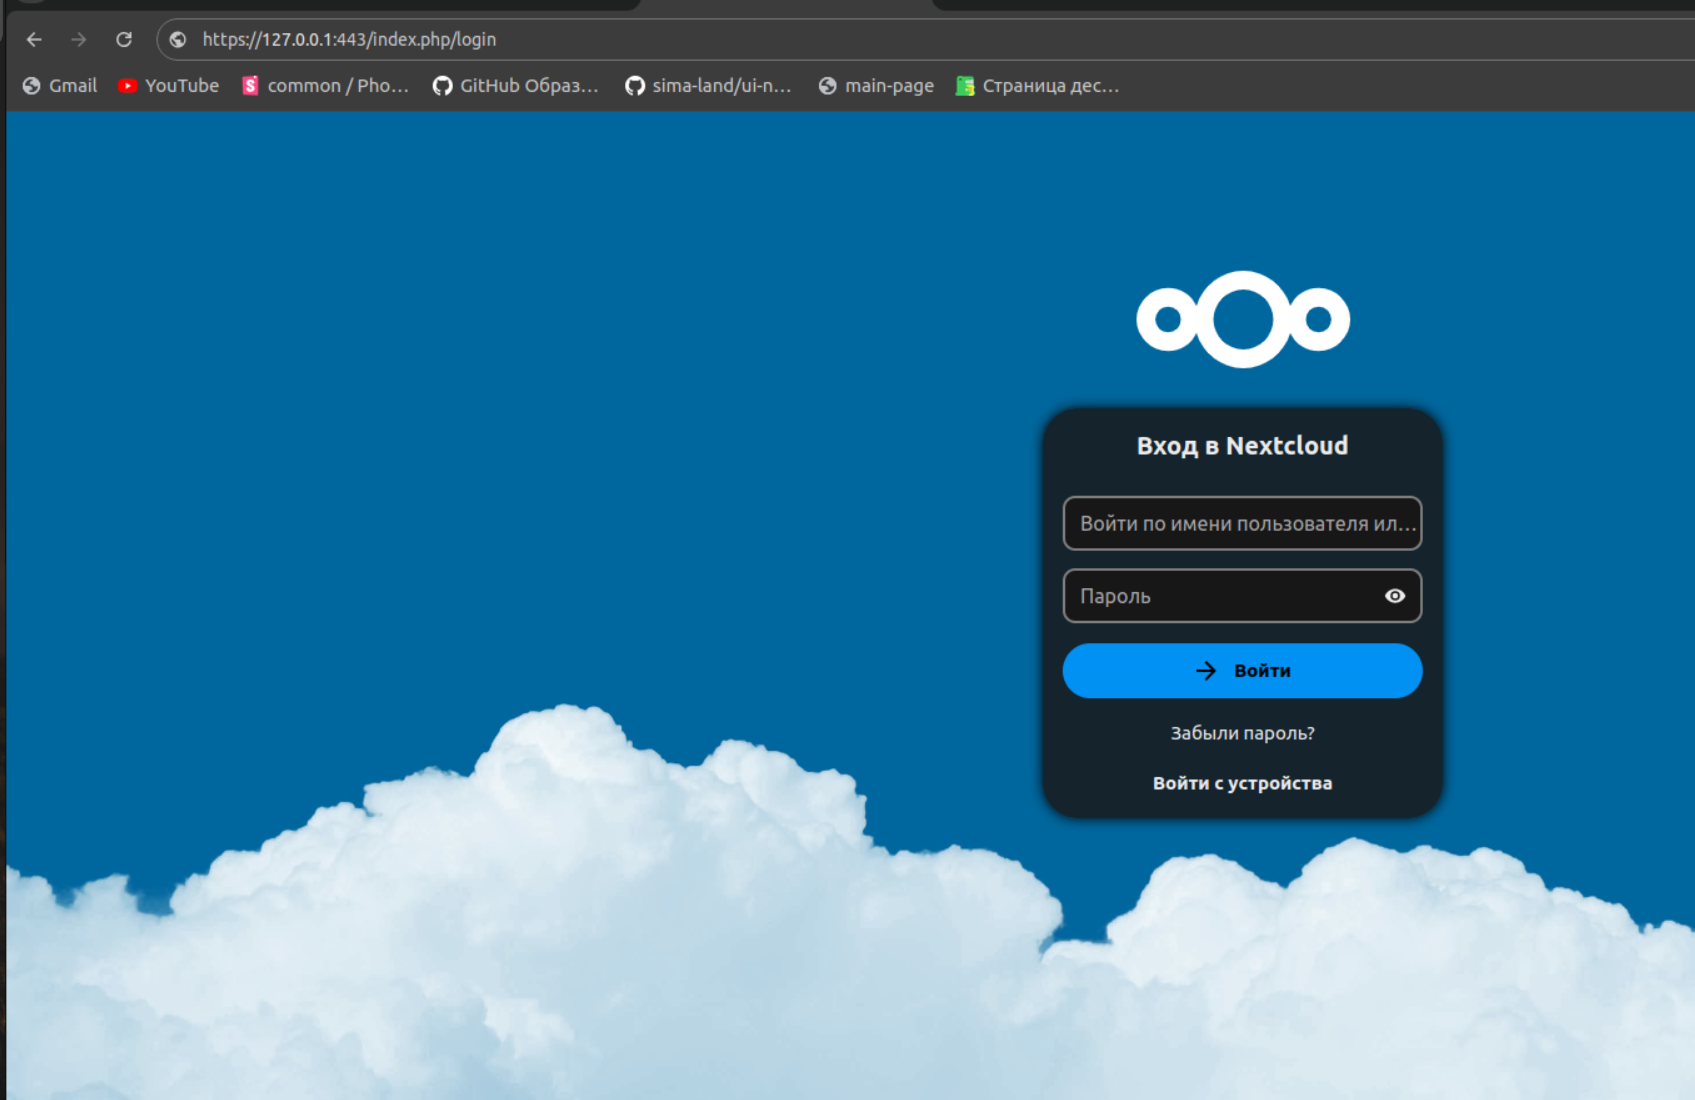 https://127.0.0.1:443/index.php/login
Gmail YouTube common / Pho... GitHub Образ... sima-land/ui-n... main-page Страница дес...
Вход в Nextcloud
Войти по имени пользователя ил...
Пароль
Войти
Забыли пароль?
Войти с устройства